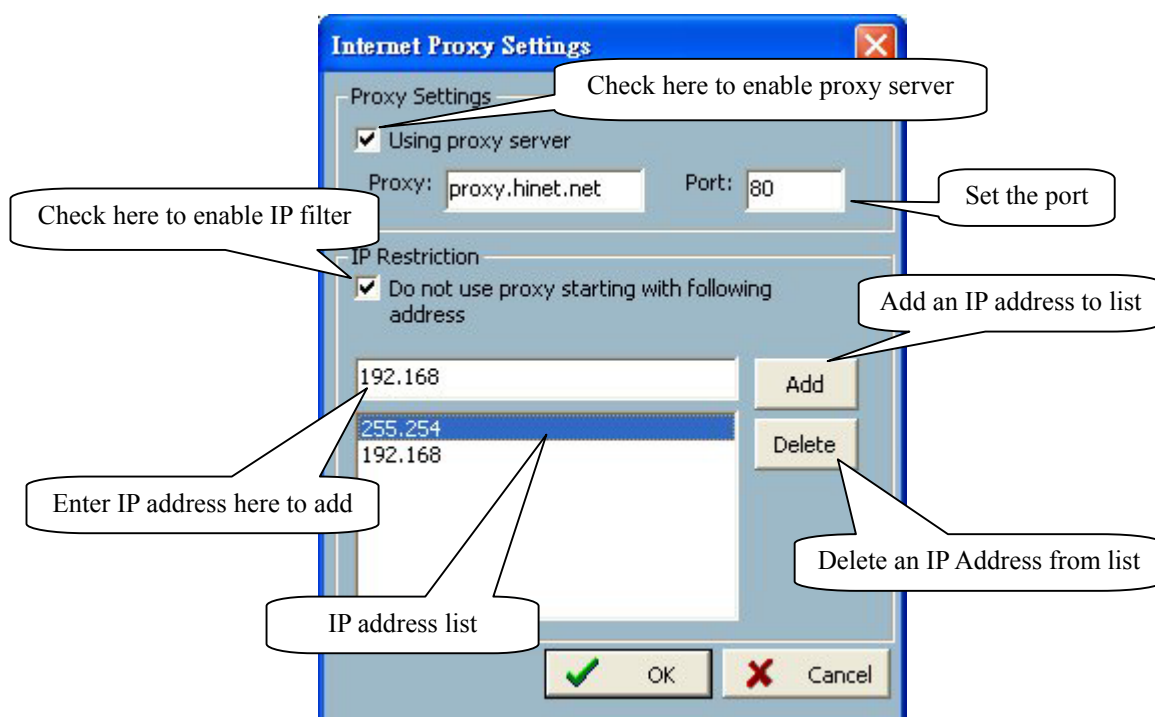 Internet Proxy Settings
Check here to enable proxy server
Proxy Settings
Using proxy server
Proxy: proxy.hinet.net Port: 80
Set the port
Check here to enable IP filter
IP Restriction
Do not use proxy starting with following
address
Add an IP address to list
192.168
Add
255.254
192.168
Delete
Enter IP address here to add
Delete an IP Address from list
IP address list
OK
Cancel